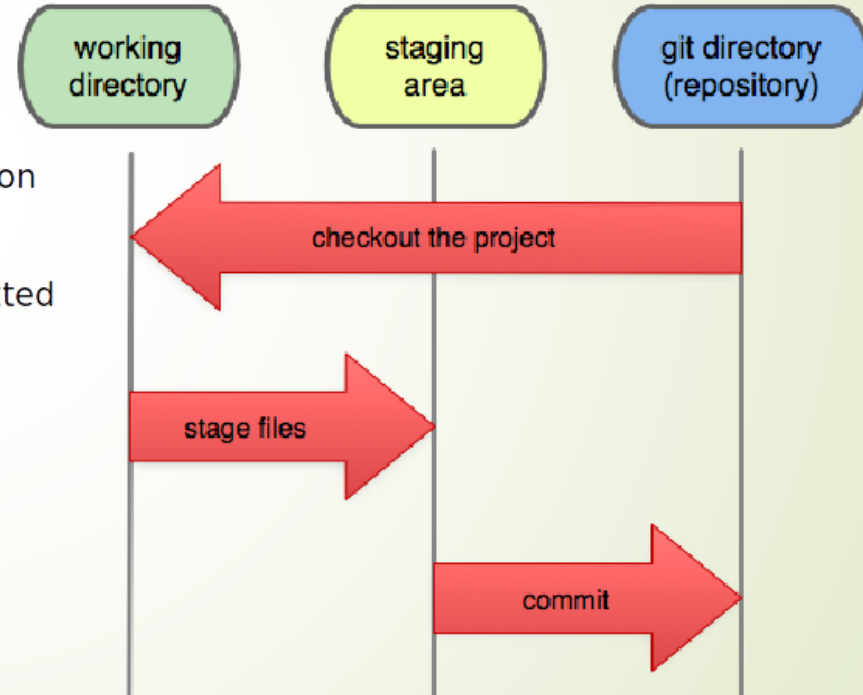 working
directory
staging
area
git directory
(repository)
on
checkout the project
ted
stage files
commit